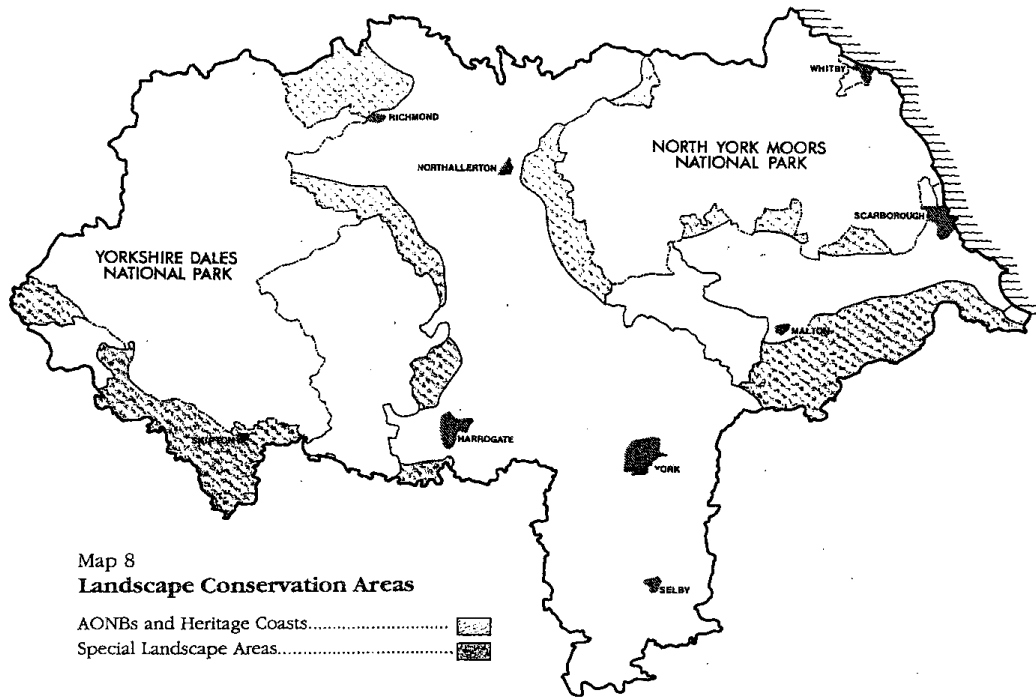 WHITBY
RICHMOND
NORTH YORK MOORS
NATIONAL PARK
NORTHALLERTON
SCARBOROUGH
YORKSHIRE DALES
NATIONAL PARK
MALTON
SKIPTON
HARROGATE
YORK
SELBY
Map 8
Landscape Conservation Areas
AONBs and Heritage Coasts
Special Landscape Areas